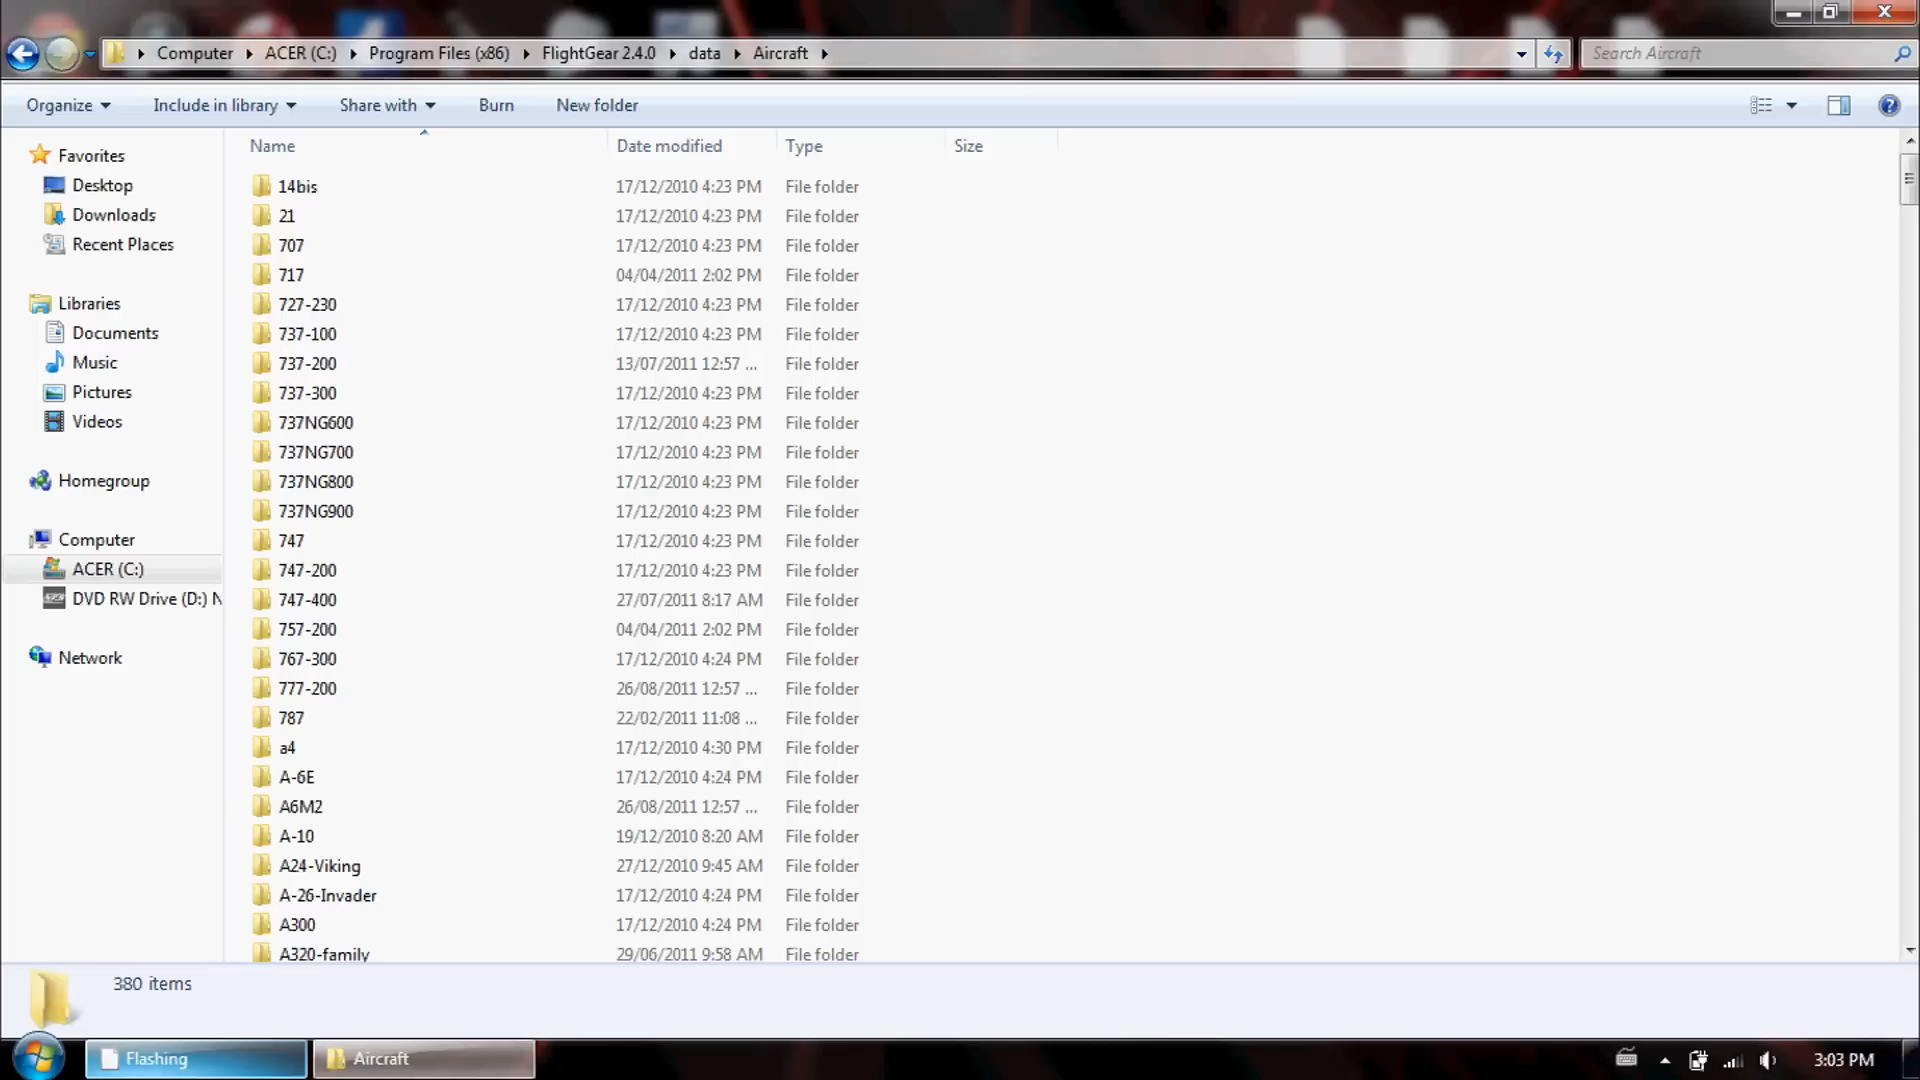 Computer ACER (C:) Program Files (x86) FlightGear 2.4.0 data Aircraft Search Aircraft
Organize Include in library Share with Burn New folder
Name Date modified Type Size
Favorites
Desktop
Downloads
Recent Places
Libraries
Documents
Music
Pictures
Videos
Homegroup
Computer
ACER (C:)
DVD RW Drive (D:) N
Network
14bis 17/12/2010 4:23 PM File folder
21 17/12/2010 4:23 PM File folder
707 17/12/2010 4:23 PM File folder
717 04/04/2011 2:02 PM File folder
727-230 17/12/2010 4:23 PM File folder
737-100 17/12/2010 4:23 PM File folder
737-200 13/07/2011 12:57 ... File folder
737-300 17/12/2010 4:23 PM File folder
737NG600 17/12/2010 4:23 PM File folder
737NG700 17/12/2010 4:23 PM File folder
737NG800 17/12/2010 4:23 PM File folder
737NG900 17/12/2010 4:23 PM File folder
747 17/12/2010 4:23 PM File folder
747-200 17/12/2010 4:23 PM File folder
747-400 27/07/2011 8:17 AM File folder
757-200 04/04/2011 2:02 PM File folder
767-300 17/12/2010 4:24 PM File folder
777-200 26/08/2011 12:57 ... File folder
787 22/02/2011 11:08 ... File folder
a4 17/12/2010 4:30 PM File folder
A-6E 17/12/2010 4:24 PM File folder
A6M2 26/08/2011 12:57 ... File folder
A-10 19/12/2010 8:20 AM File folder
A24-Viking 27/12/2010 9:45 AM File folder
A-26-Invader 17/12/2010 4:24 PM File folder
A300 17/12/2010 4:24 PM File folder
A320-family 29/06/2011 9:58 AM File folder
380 items
Flashing Aircraft 3:03 PM